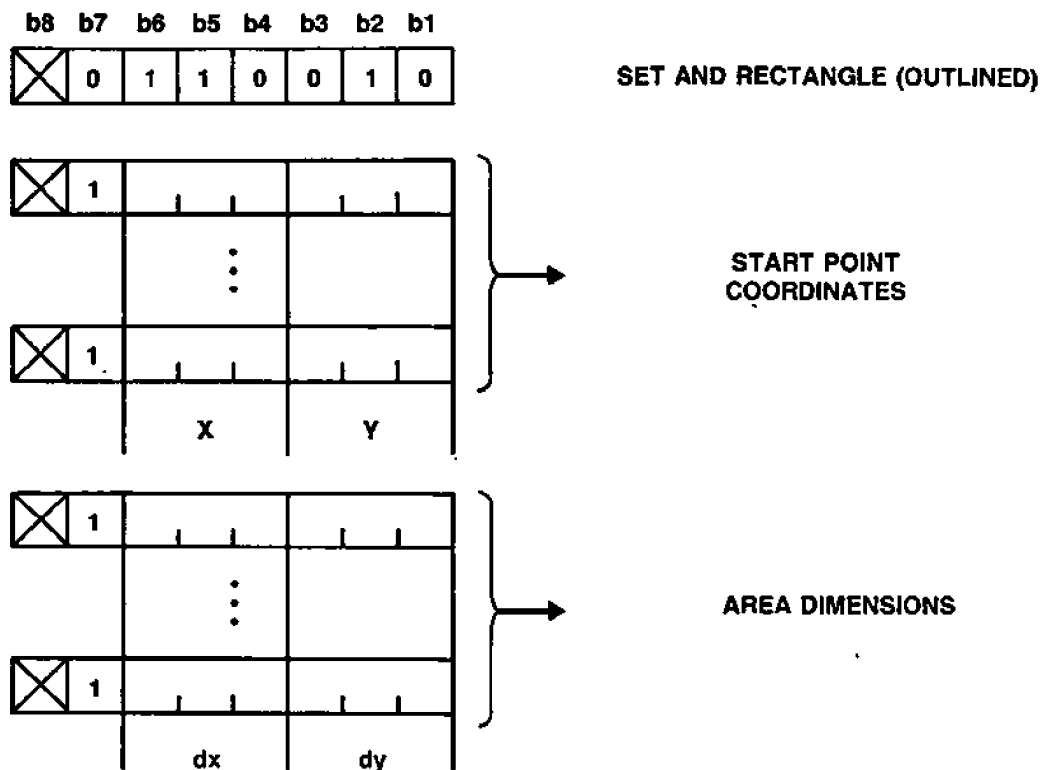 b8 b7 b6 b5 b4 b3 b2 b1
0 1 1 0 0 1 0
SET AND RECTANGLE (OUTLINED)
1
START POINT
COORDINATES
1
X Y
1
AREA DIMENSIONS
1
dx dy